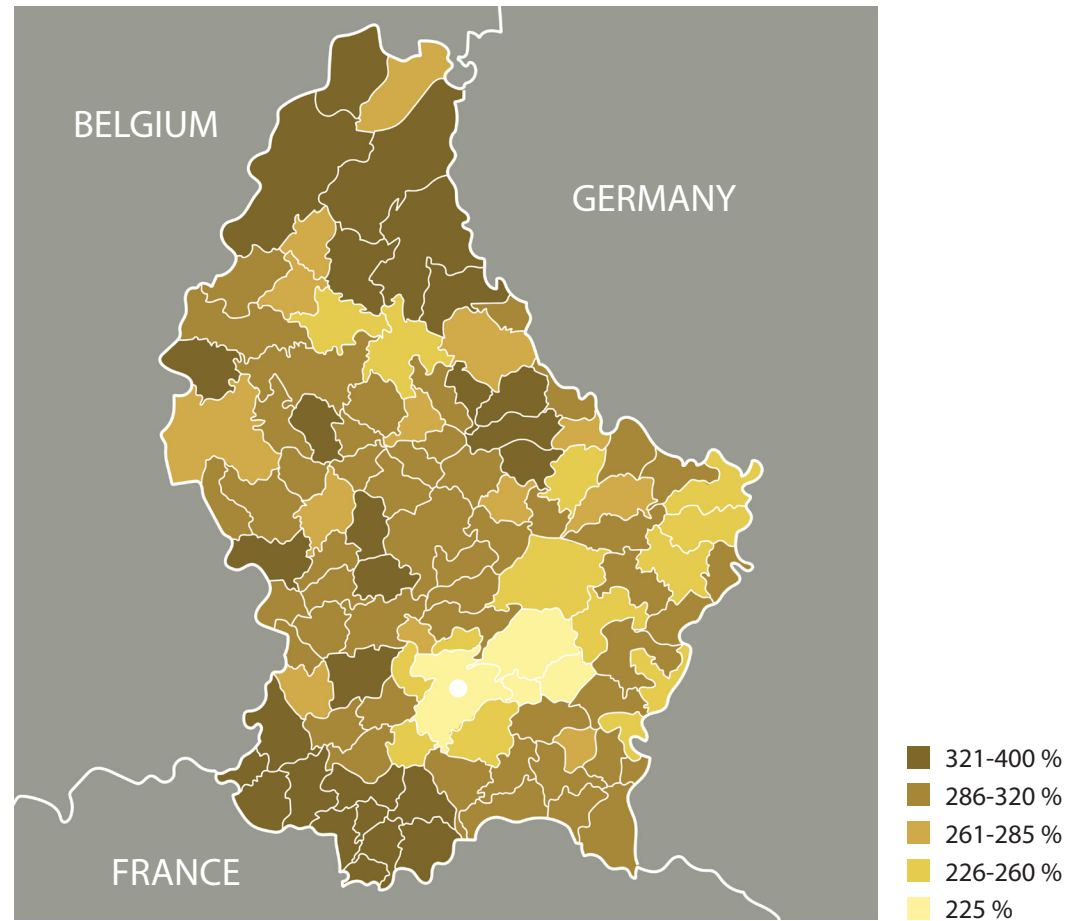 BELGIUM
GERMANY
FRANCE
321-400 %
286-320 %
261-285 %
226-260 %
225 %